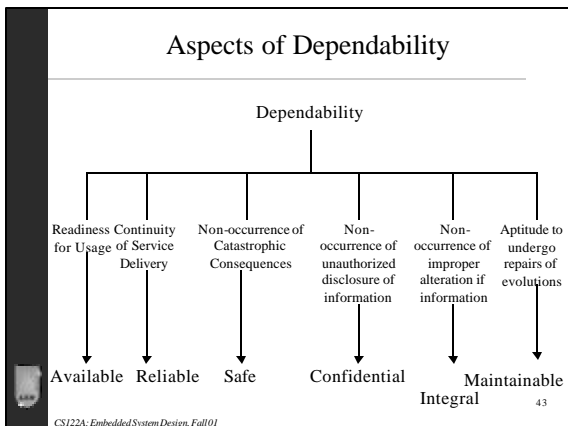 Aspects of Dependability
Dependability
Readiness
for Usage
Continuity
of Service
Delivery
Non-occurrence of
Catastrophic
Consequences
Non-
occurrence of
unauthorized
disclosure of
information
Non-
occurrence of
improper
alteration if
information
Aptitude to
undergo
repairs of
evolutions
Available
Reliable
Safe
Confidential
Integral
Maintainable
43
CS122A: Embedded System Design, Fall 01